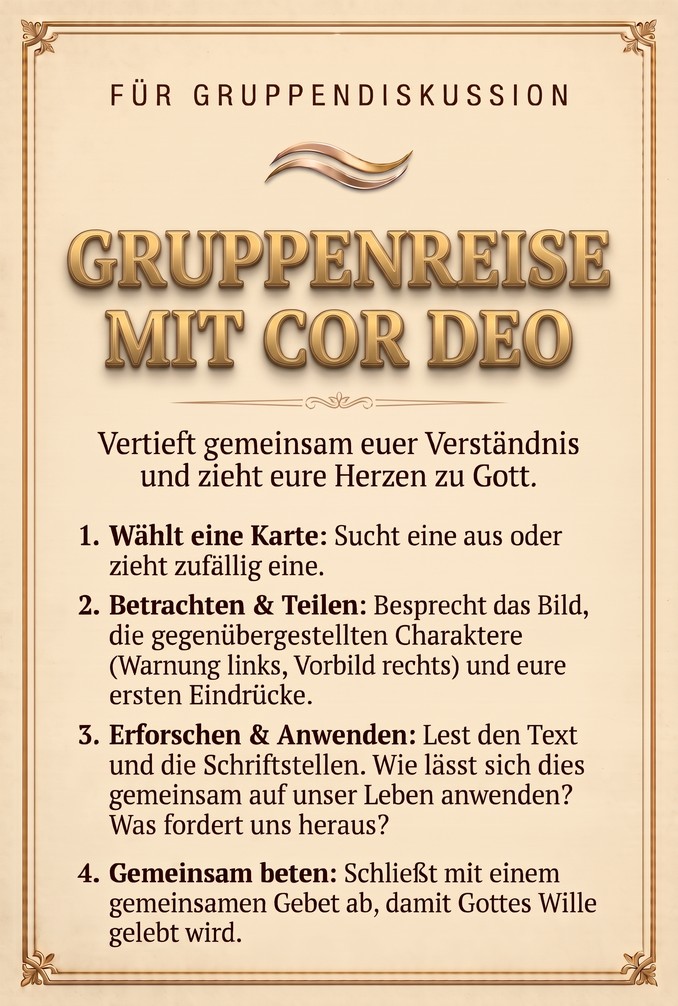 FÜR GRUPPENDISKUSSION
GRUPPENREISE
MIT COR DEO
Vertieft gemeinsam euer Verständnis
und zieht eure Herzen zu Gott.
1. Wählt eine Karte: Sucht eine aus oder
zieht zufällig eine.
2. Betrachten & Teilen: Besprecht das Bild,
die gegenübergestellten Charaktere
(Warnung links, Vorbild rechts) und eure
ersten Eindrücke.
3. Erforschen & Anwenden: Lest den Text
und die Schriftstellen. Wie lässt sich dies
gemeinsam auf unser Leben anwenden?
Was fordert uns heraus?
4. Gemeinsam beten: Schließt mit einem
gemeinsamen Gebet ab, damit Gottes Wille
gelebt wird.